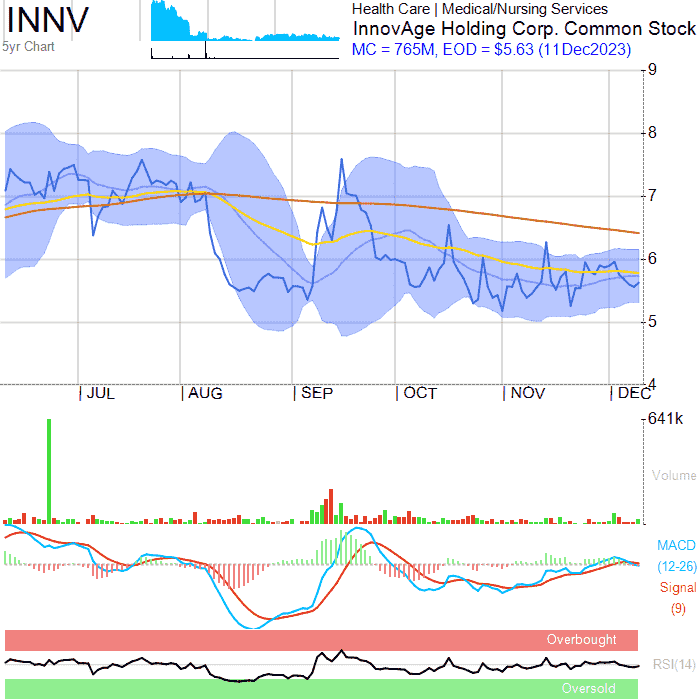 INNV
5yr Chart
Health Care | Medical/Nursing Services
InnovAge Holding Corp. Common Stock
MC = 765M, EOD = $5.63 (11Dec2023)
9
8
7
6
5
4
JUL AUG SEP OCT NOV DEC
641k
Volume
MACD
(12-26)
Signal
(9)
Overbought
RSI(14)
Oversold